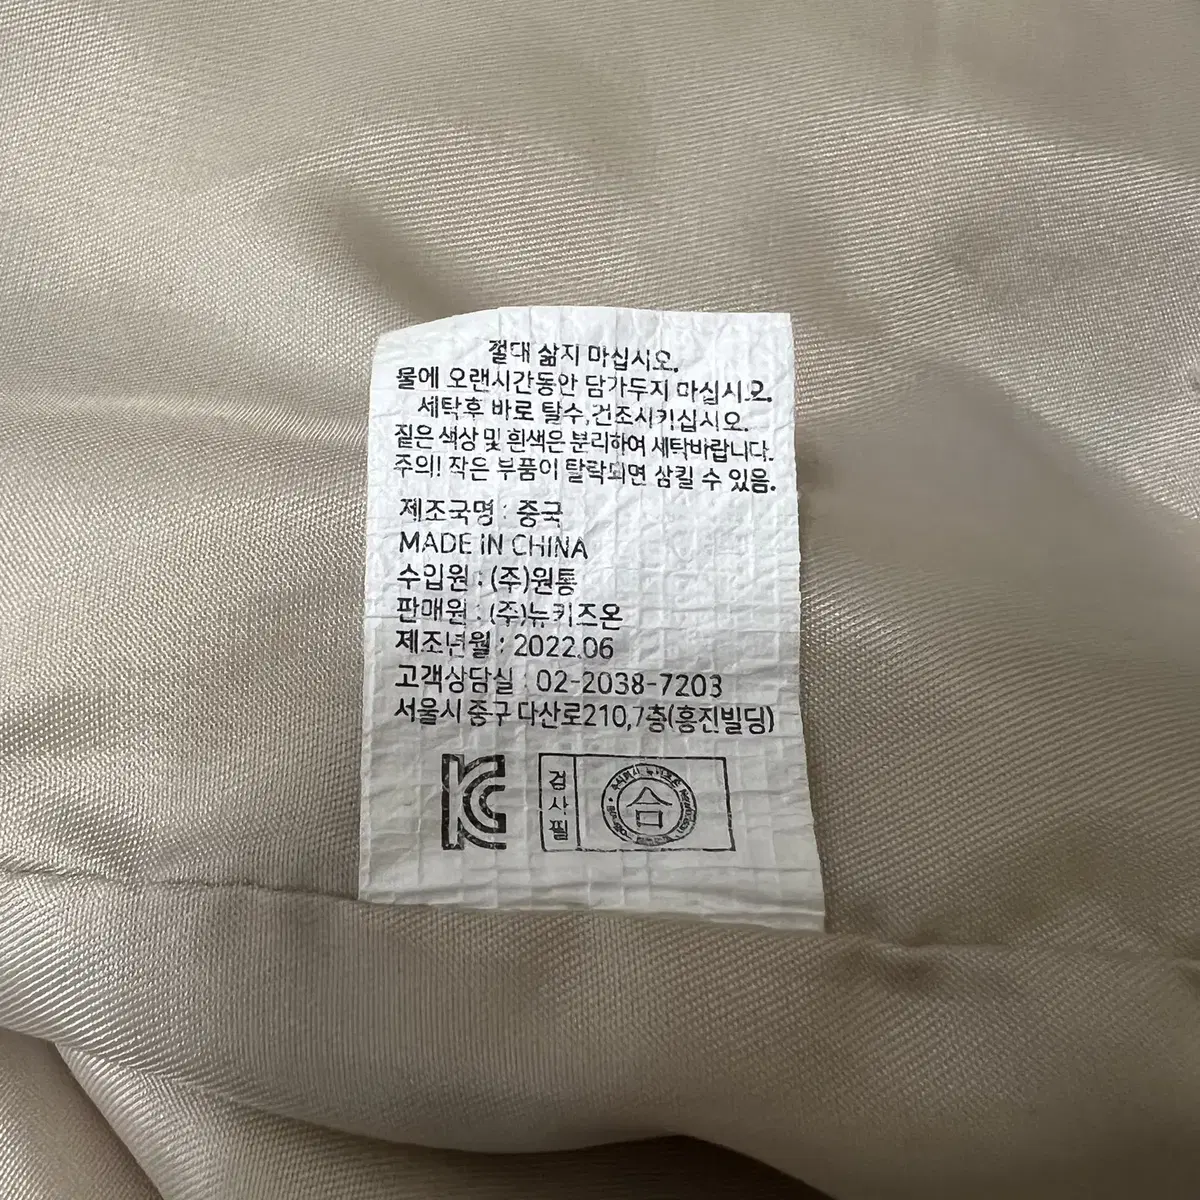 절대 삶지 마십시오.
물에 오랜시간동안 담가두지 마십시오.
세탁후 바로 탈수,건조시키십시오.
짙은 색상 및 흰색은 분리하여 세탁바랍니다.
주의! 작은 부품이 탈락되면 삼킬 수 있음.
제조국명 : 중국
MADE IN CHINA
수입원 : (주)원통
판매원 : (주)뉴키즈온
제조년월 : 2022.06
고객상담실 : 02-2038-7203
서울시 중구 다산로210,7층(흥진빌딩)
KC
검사필
합